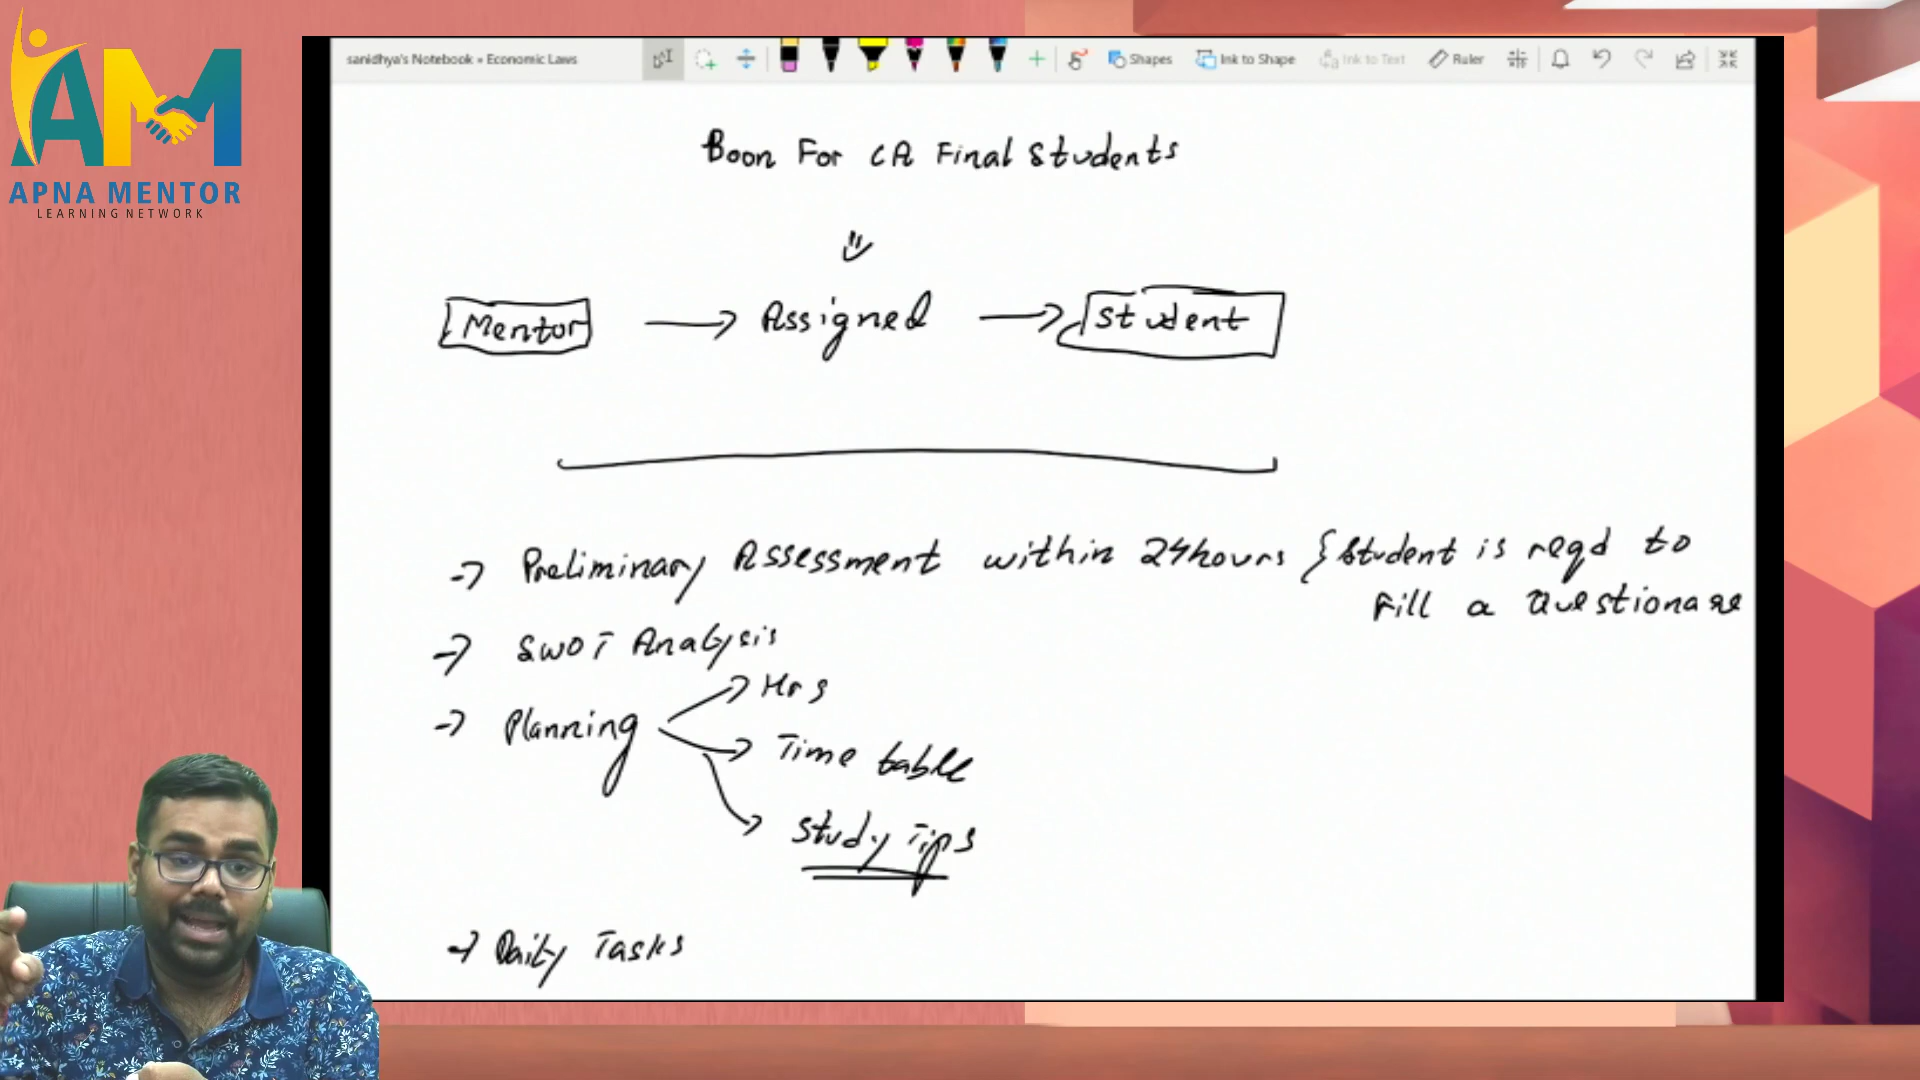 APNA MENTOR
LEARNING NETWORK
sanidhya's Notebook » Economic Laws
Shapes
Ink to Shape
Ink to Text
Ruler
Boon For CA Final Students
Mentor → Assigned → Student
→ Preliminary Assessment within 24hours { Student is reqd to
Fill a Questionare
→ SWOT Analysis
→ Planning → Hrs
→ Time table
→ Study Tips
→ Daily Tasks